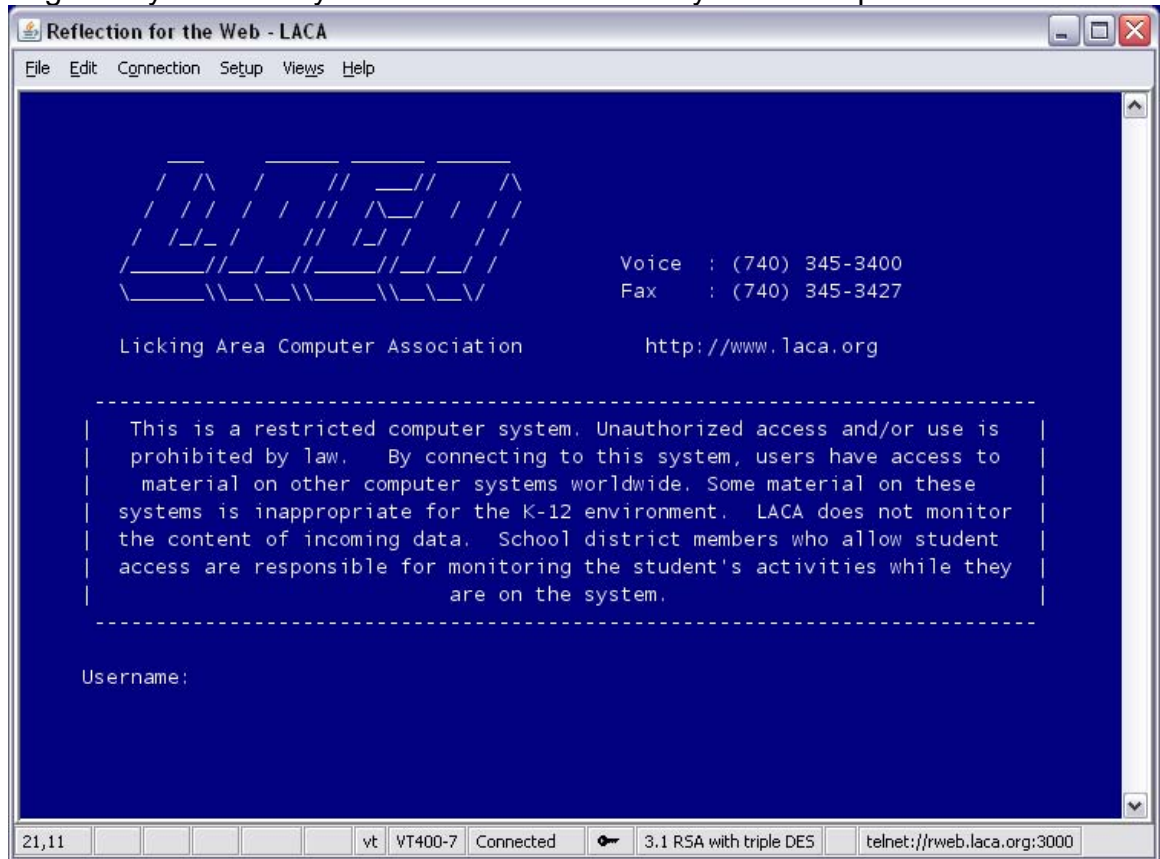 Reflection for the Web - LACA
File Edit Connection Setup Views Help
Voice : (740) 345-3400
Fax : (740) 345-3427
Licking Area Computer Association http://www.laca.org
This is a restricted computer system. Unauthorized access and/or use is
prohibited by law. By connecting to this system, users have access to
material on other computer systems worldwide. Some material on these
systems is inappropriate for the K-12 environment. LACA does not monitor
the content of incoming data. School district members who allow student
access are responsible for monitoring the student's activities while they
are on the system.
Username:
21,11 vt VT400-7 Connected 3.1 RSA with triple DES telnet://rweb.laca.org:3000